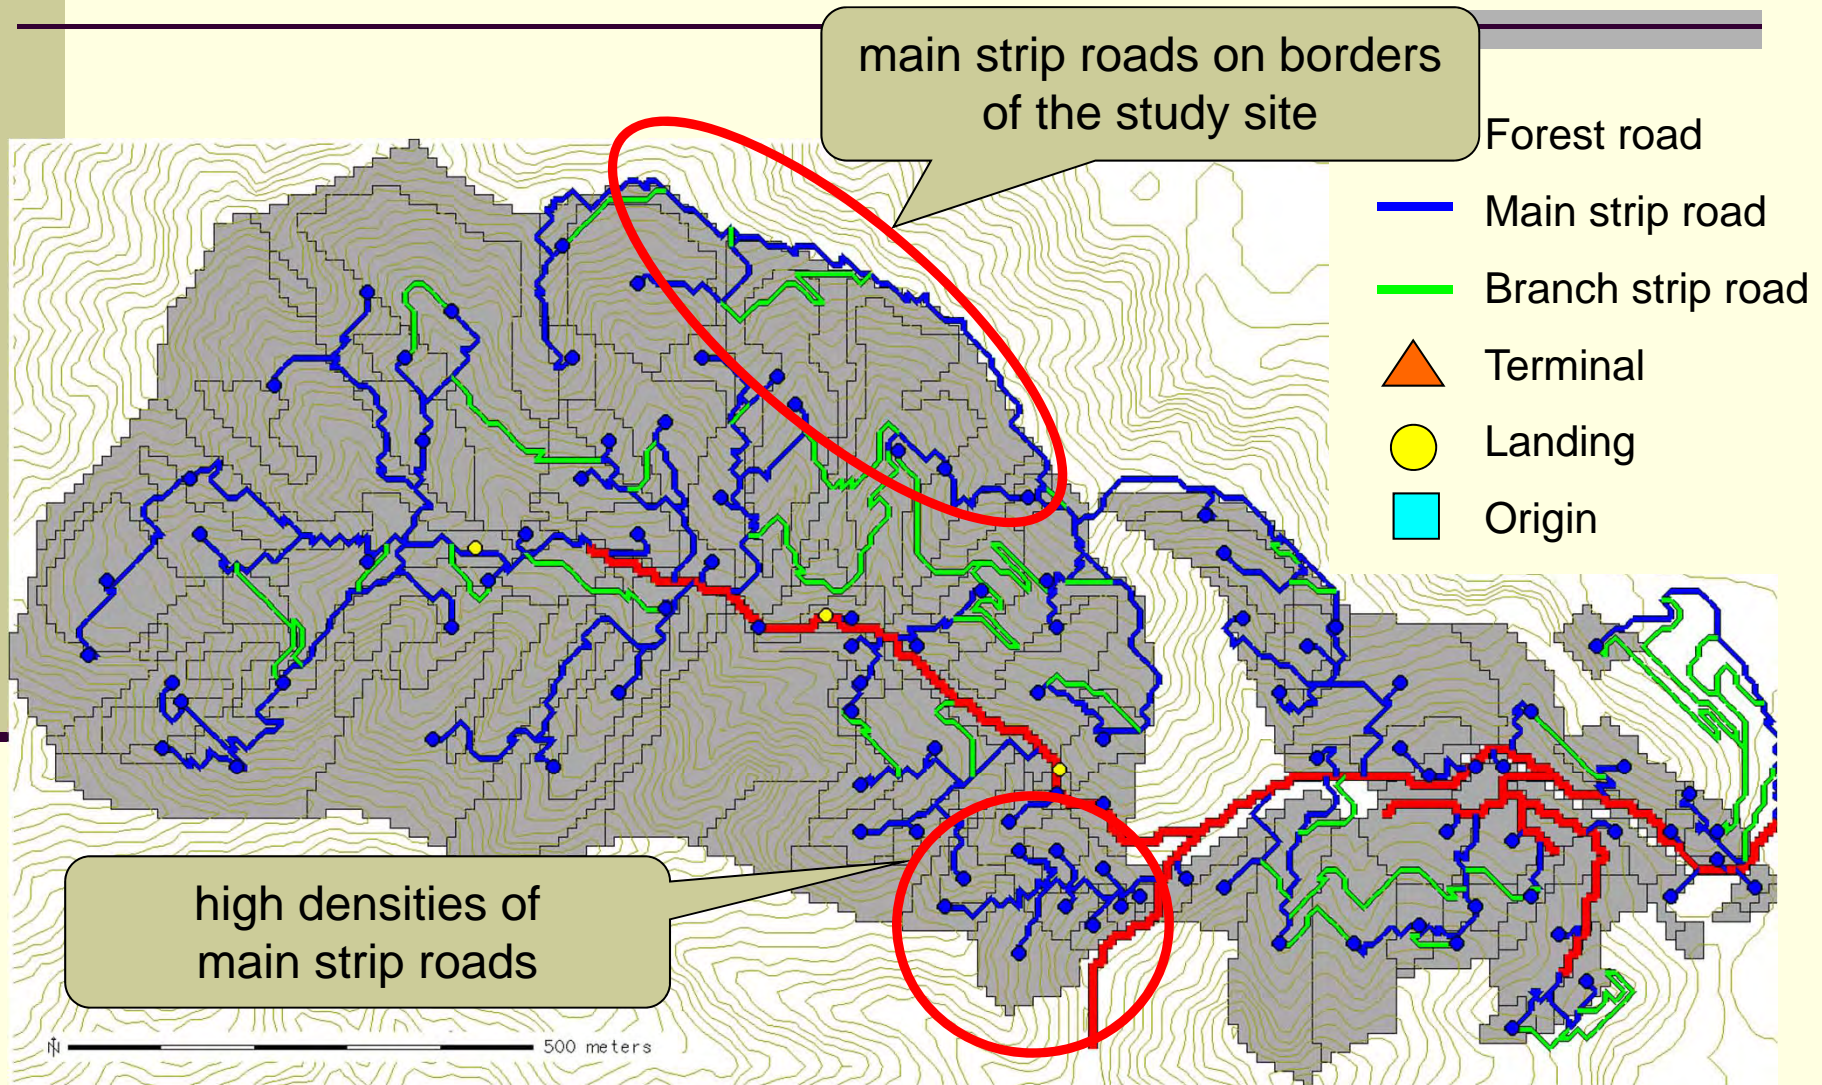 main strip roads on borders
of the study site
Forest road
Main strip road
Branch strip road
Terminal
Landing
Origin
high densities of
main strip roads
N
500 meters